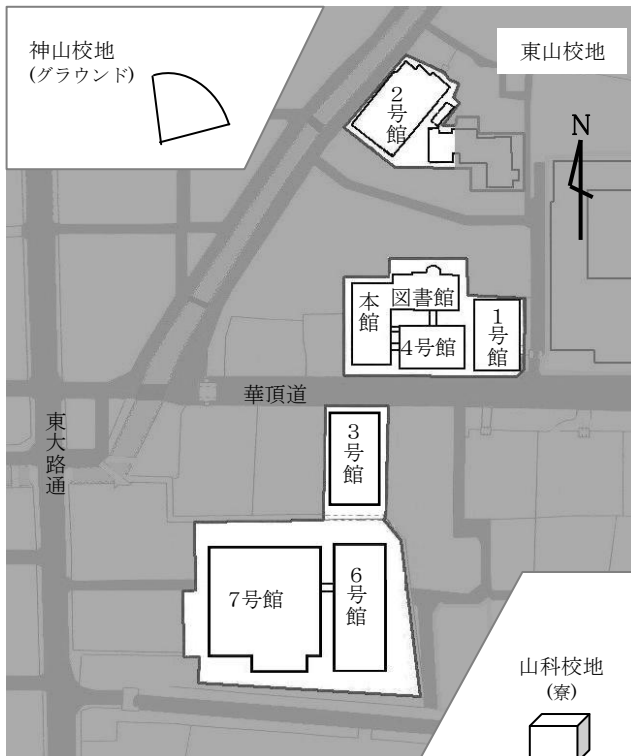 神山校地
(グラウンド)
東山校地
2号館
N
本館
図書館
4号館
1号館
華頂道
東大路通
3号館
7号館
6号館
山科校地
(寮)